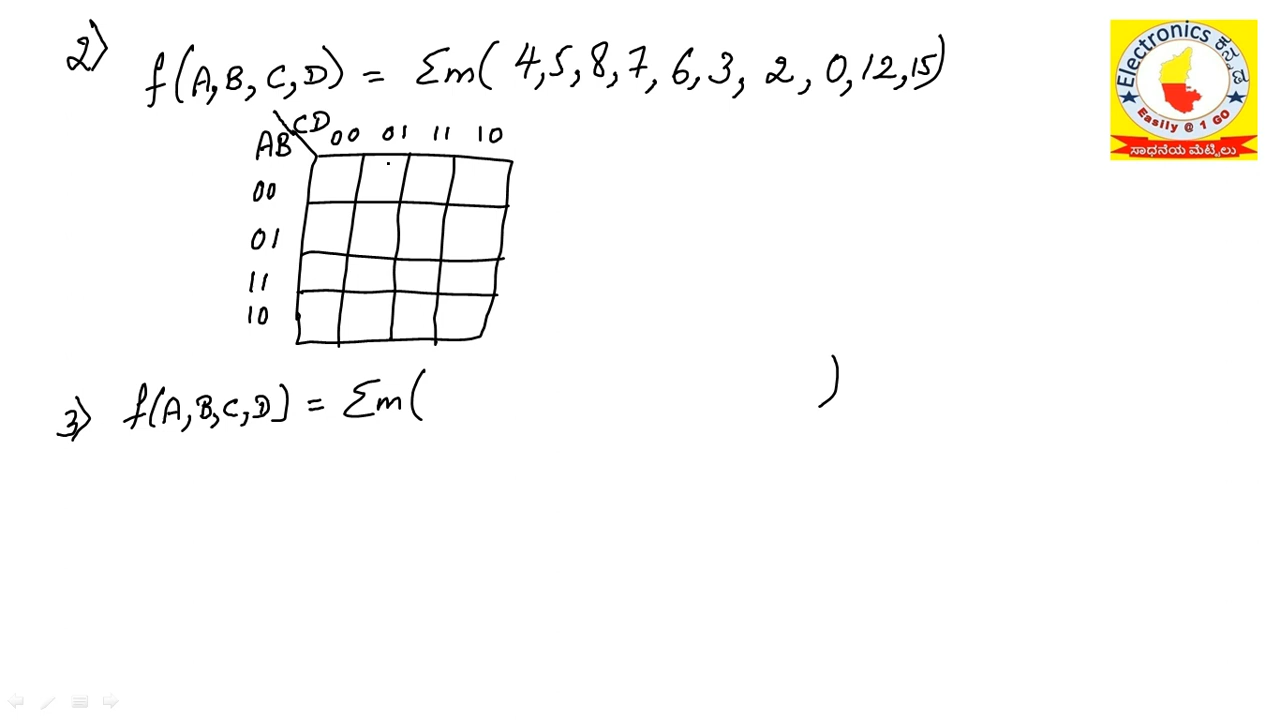 2) f(A,B,C,D) = Σm( 4,5,8,7,6,3, 2, 0,12,15)
AB\CD 00 01 11 10
00
01
11
10
3) f(A,B,C,D) = Σm( )
Electronics ಕನ್ನಡ
Easily @ 1 GO
ಸಾಧನೆಯ ಮೆಟ್ಟಿಲು